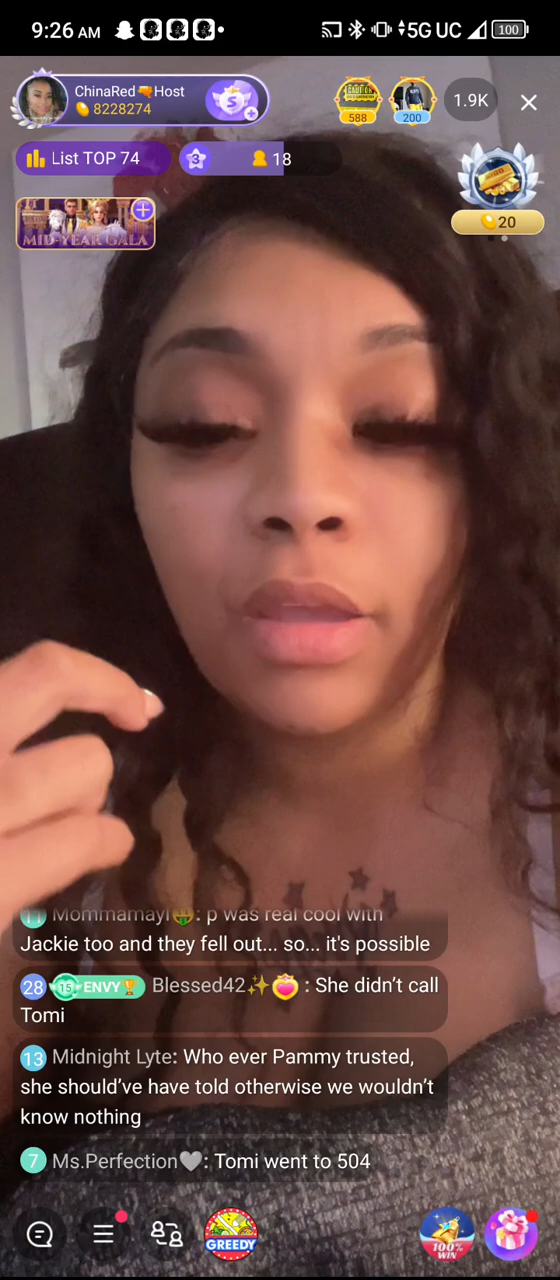 9:26 AM
5G UC
100
ChinaRed Host
8228274
S
588
200
1.9K
List TOP 74
3
18
20
MID-YEAR GALA
11 Mommamayi: p was real cool with
Jackie too and they fell out... so... it's possible
28 15 ENVY Blessed42 : She didn’t call
Tomi
13 Midnight Lyte: Who ever Pammy trusted,
she should’ve have told otherwise we wouldn’t
know nothing
7 Ms.Perfection: Tomi went to 504
GREEDY
100%
WIN